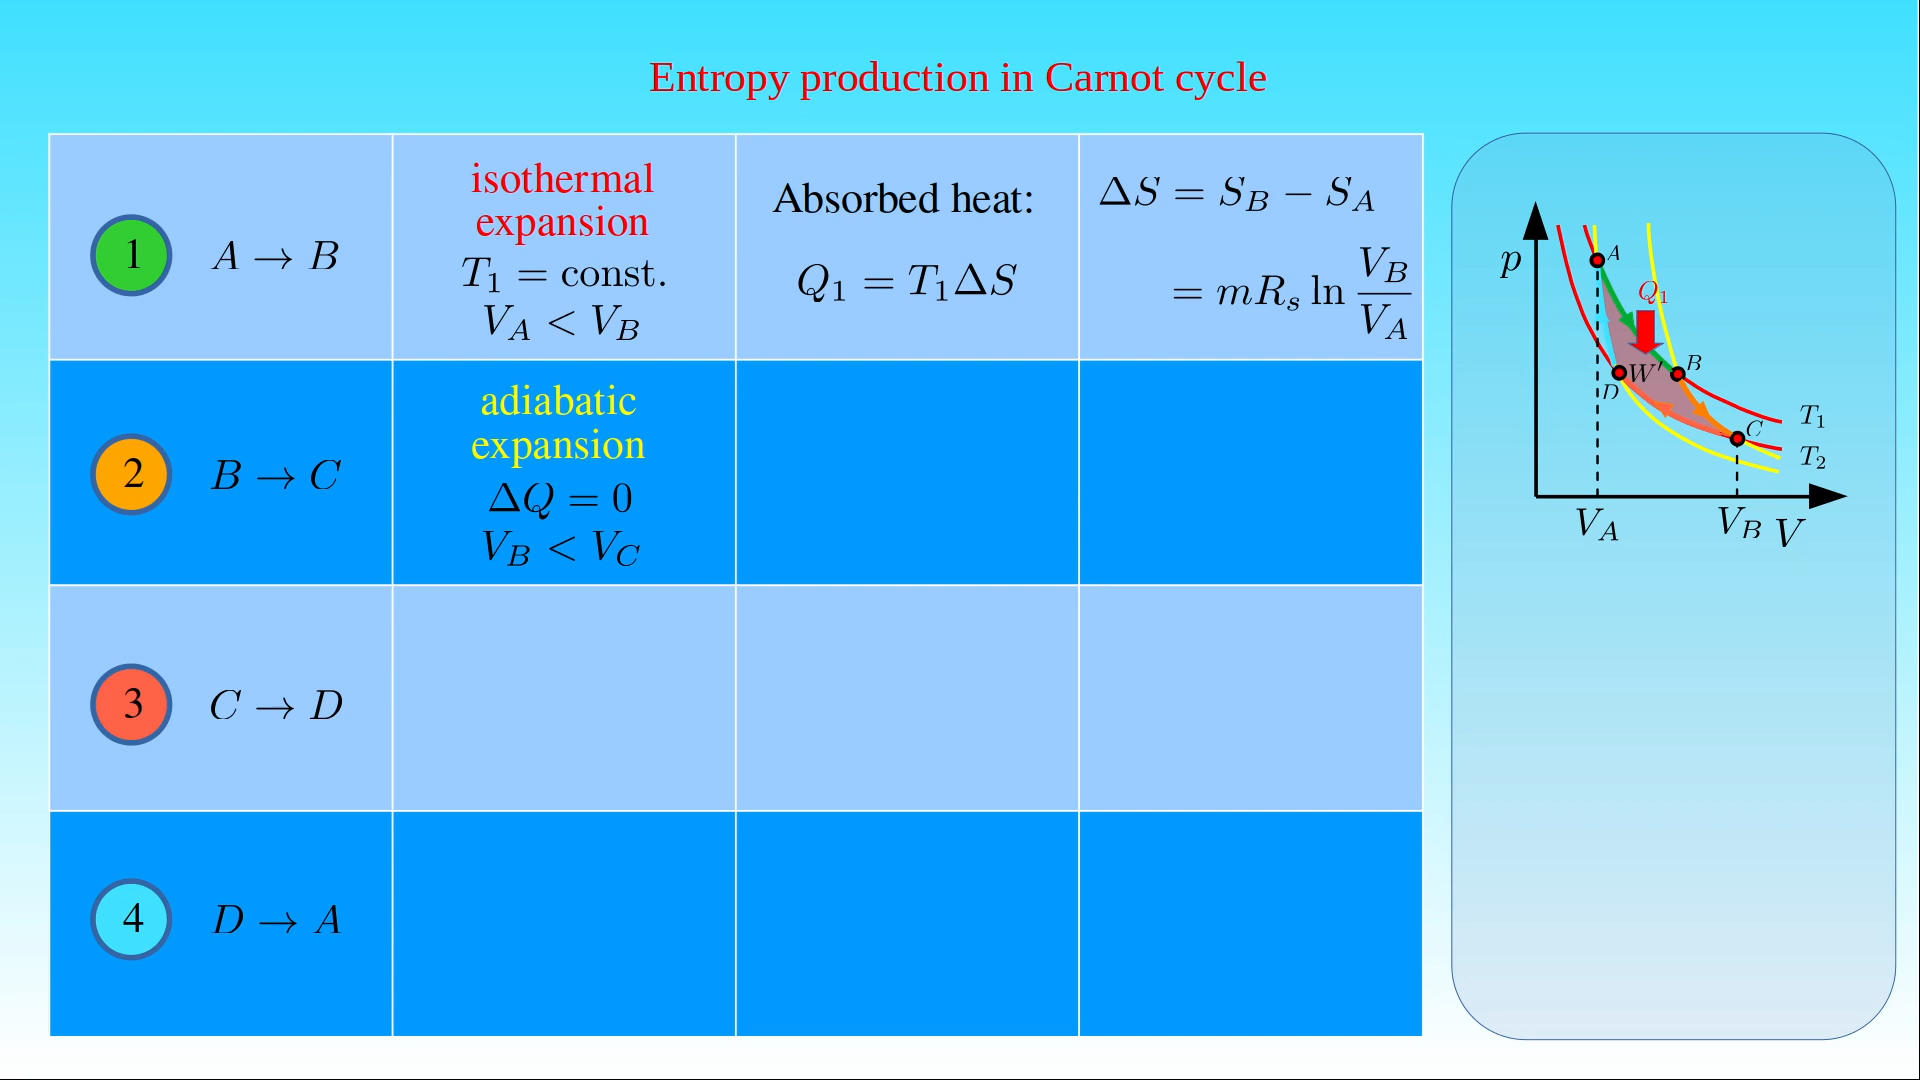 Entropy production in Carnot cycle
1 A → B
isothermal
expansion
T₁ = const.
V_A < V_B
Absorbed heat:
Q₁ = T₁ΔS
ΔS = S_B − S_A
= mR_s ln V_B/V_A
2 B → C
adiabatic
expansion
ΔQ = 0
V_B < V_C
3 C → D
4 D → A
p
A
Q₁
B
W′
D
C
T₁
T₂
V_A
V_B
V